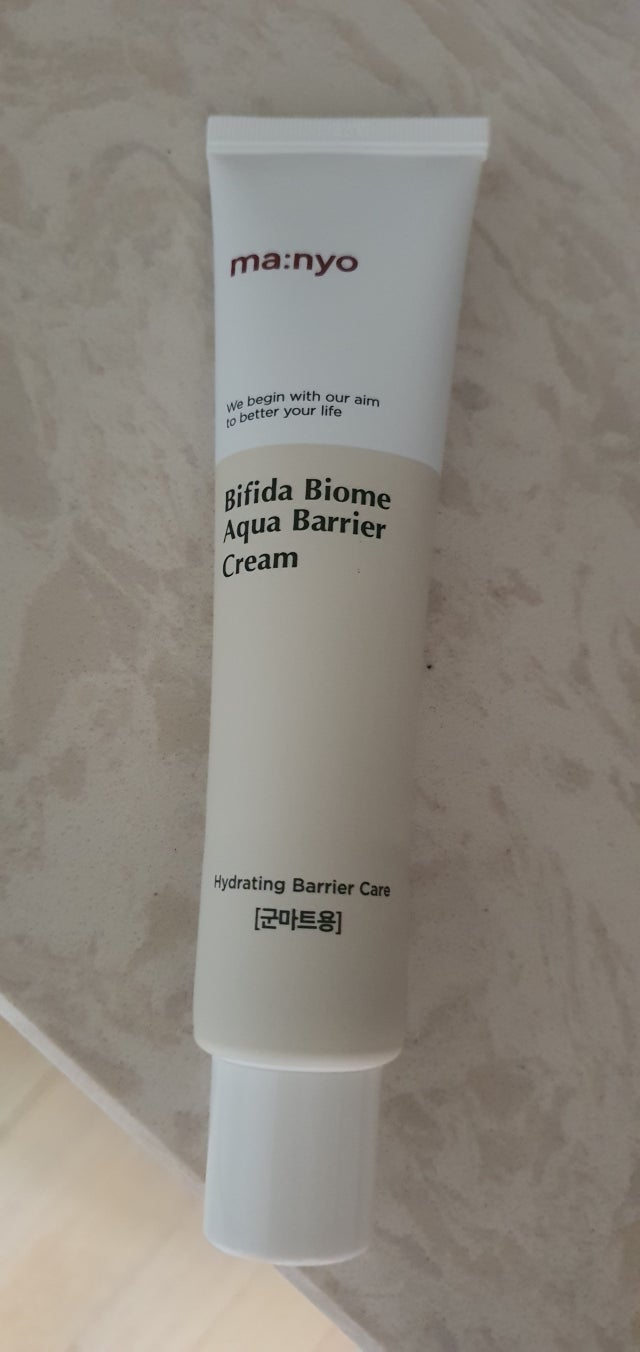 ma:nyo
We begin with our aim
to better your life
Bifida Biome
Aqua Barrier
Cream
Hydrating Barrier Care
[군마트용]